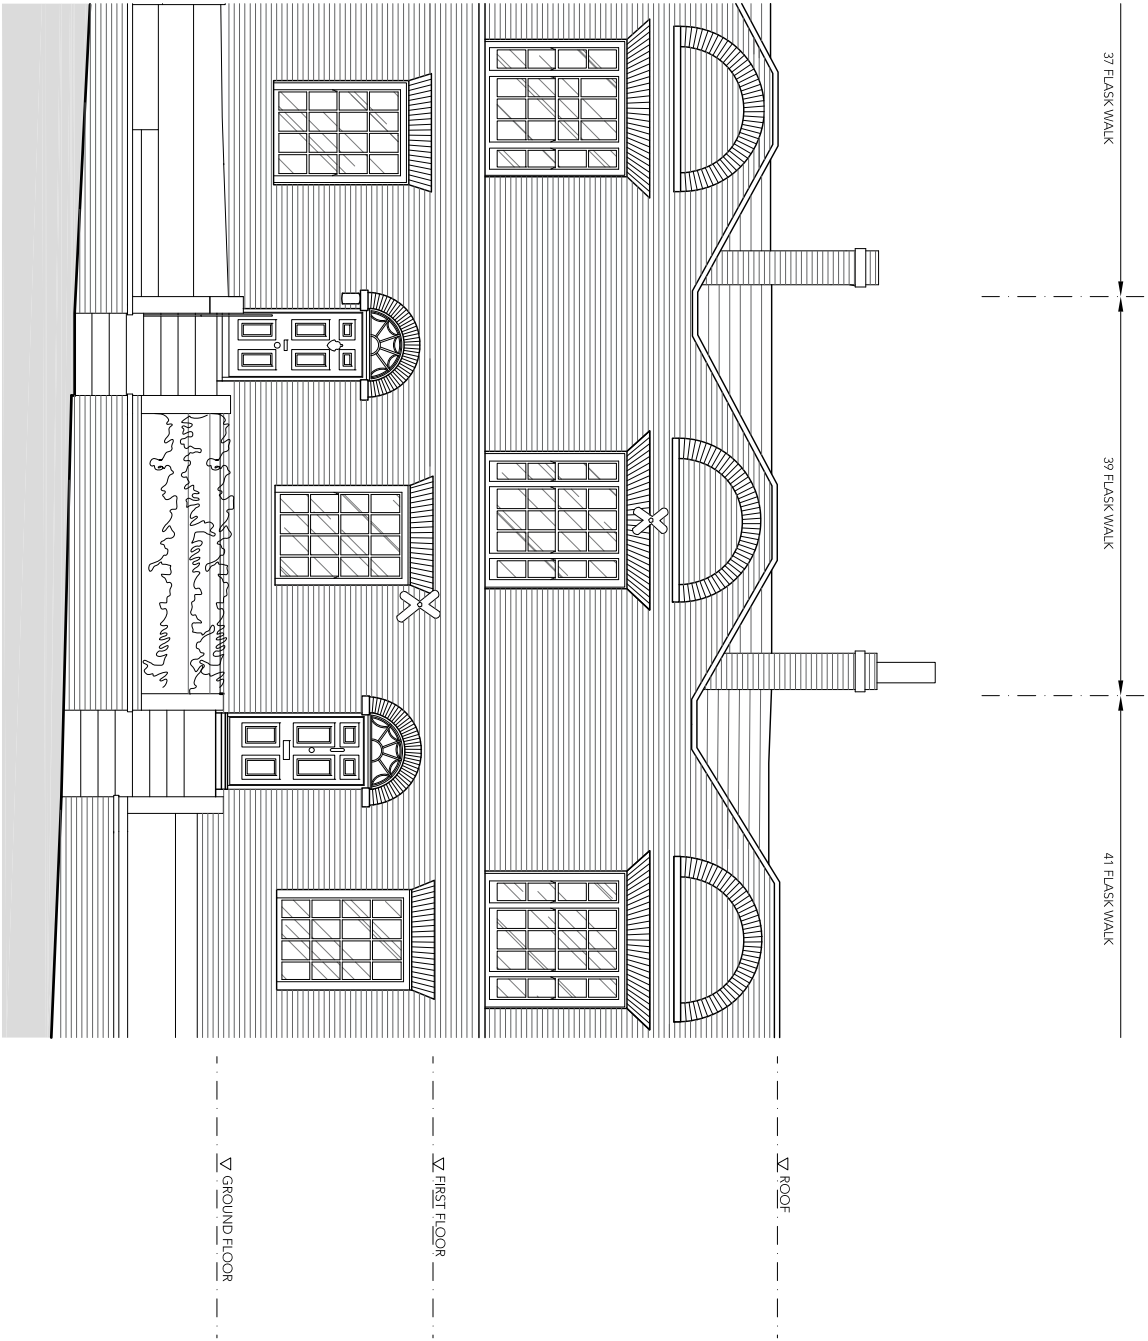 37 FLASK WALK
39 FLASK WALK
41 FLASK WALK
ROOF
FIRST FLOOR
GROUND FLOOR